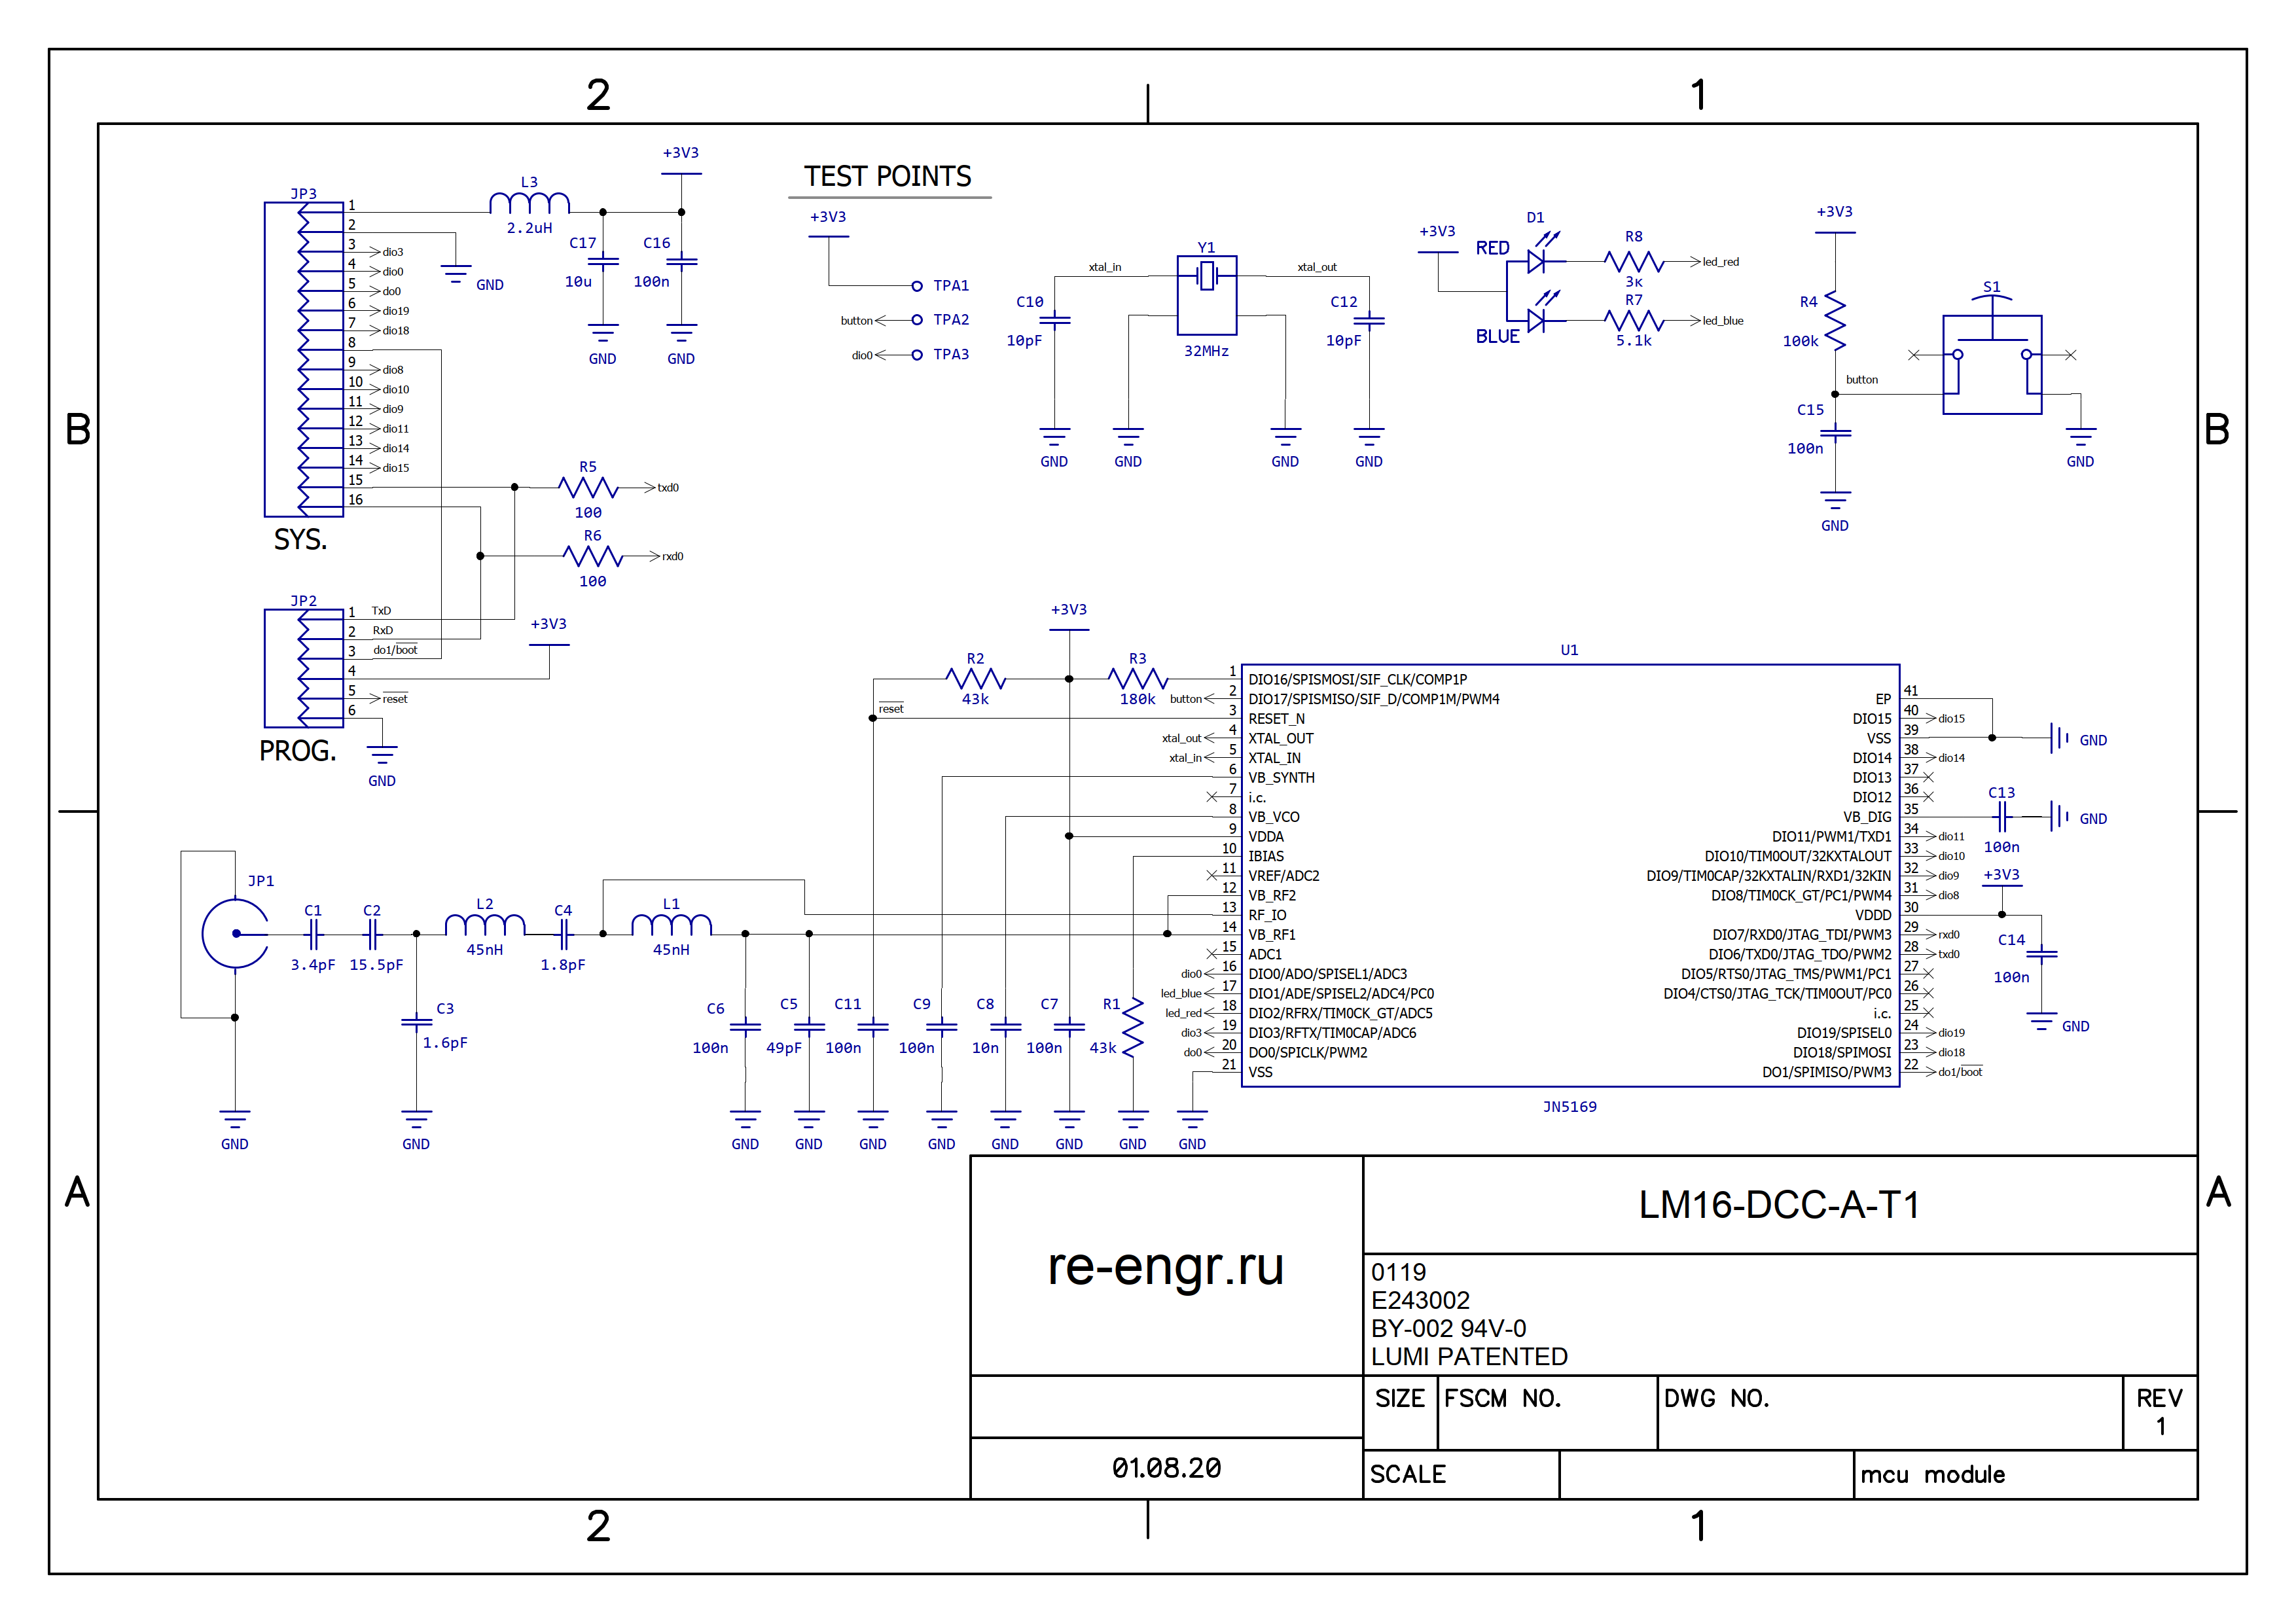 2
1
B
B
A
A
2
1
JP3
1
2
3
dio3
4
dio0
5
do0
6
dio19
7
dio18
8
9
dio8
10
dio10
11
dio9
12
dio11
13
dio14
14
dio15
15
16
SYS.
L3
2.2uH
+3V3
C17
10u
C16
100n
GND
GND
GND
R5
100
txd0
R6
100
rxd0
JP2
1
TxD
2
RxD
3
do1/boot
4
5
reset
6
PROG.
+3V3
GND
TEST POINTS
+3V3
TPA1
button
TPA2
dio0
TPA3
Y1
xtal_in
xtal_out
32MHz
C10
10pF
C12
10pF
GND
GND
GND
GND
+3V3
D1
RED
BLUE
R8
3к
led_red
R7
5.1k
led_blue
+3V3
R4
100k
button
C15
100n
GND
S1
GND
JP1
C1
3.4pF
C2
15.5pF
L2
45nH
C4
1.8pF
L1
45nH
C3
1.6pF
GND
GND
+3V3
R2
43k
R3
180k
reset
C6
100n
C5
49pF
C11
100n
C9
100n
C8
10n
C7
100n
R1
43k
GND
GND
GND
GND
GND
GND
GND
GND
U1
1
DIO16/SPISMOSI/SIF_CLK/COMP1P
button
2
DIO17/SPISMISO/SIF_D/COMP1M/PWM4
3
RESET_N
xtal_out
4
XTAL_OUT
xtal_in
5
XTAL_IN
6
VB_SYNTH
7
i.c.
8
VB_VCO
9
VDDA
10
IBIAS
11
VREF/ADC2
12
VB_RF2
13
RF_IO
14
VB_RF1
15
ADC1
dio0
16
DIO0/ADO/SPISEL1/ADC3
led_blue
17
DIO1/ADE/SPISEL2/ADC4/PC0
led_red
18
DIO2/RFRX/TIM0CK_GT/ADC5
dio3
19
DIO3/RFTX/TIM0CAP/ADC6
do0
20
DO0/SPICLK/PWM2
21
VSS
EP
41
DIO15
40
dio15
VSS
39
GND
DIO14
38
dio14
DIO13
37
DIO12
36
VB_DIG
35
C13
100n
GND
DIO11/PWM1/TXD1
34
dio11
DIO10/TIM0OUT/32KXTALOUT
33
dio10
DIO9/TIM0CAP/32KXTALIN/RXD1/32KIN
32
dio9
DIO8/TIM0CK_GT/PC1/PWM4
31
dio8
+3V3
VDDD
30
DIO7/RXD0/JTAG_TDI/PWM3
29
rxd0
C14
100n
GND
DIO6/TXD0/JTAG_TDO/PWM2
28
txd0
DIO5/RTS0/JTAG_TMS/PWM1/PC1
27
DIO4/CTS0/JTAG_TCK/TIM0OUT/PC0
26
i.c.
25
DIO19/SPISEL0
24
dio19
DIO18/SPIMOSI
23
dio18
DO1/SPIMISO/PWM3
22
do1/boot
JN5169
re-engr.ru
LM16-DCC-A-T1
0119
E243002
BY-002 94V-0
LUMI PATENTED
SIZE
FSCM NO.
DWG NO.
REV
1
01.08.20
SCALE
mcu module